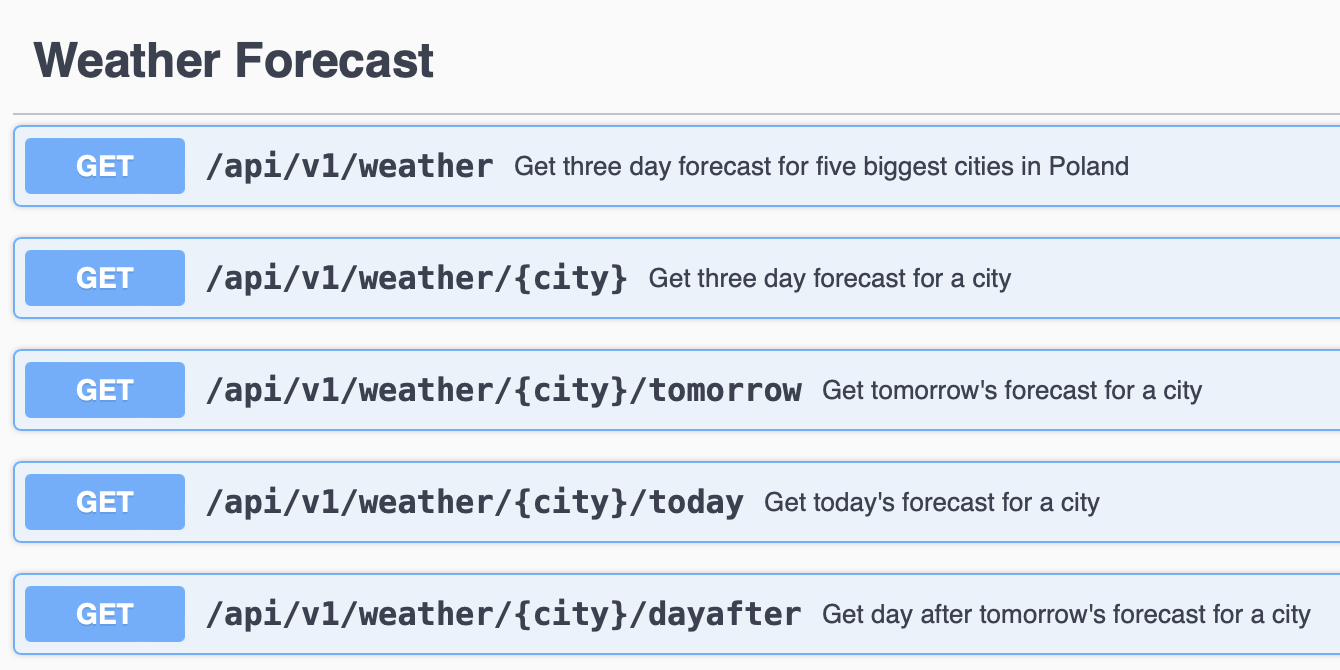 Weather Forecast
GET /api/v1/weather Get three day forecast for five biggest cities in Poland
GET /api/v1/weather/{city} Get three day forecast for a city
GET /api/v1/weather/{city}/tomorrow Get tomorrow's forecast for a city
GET /api/v1/weather/{city}/today Get today's forecast for a city
GET /api/v1/weather/{city}/dayafter Get day after tomorrow's forecast for a city